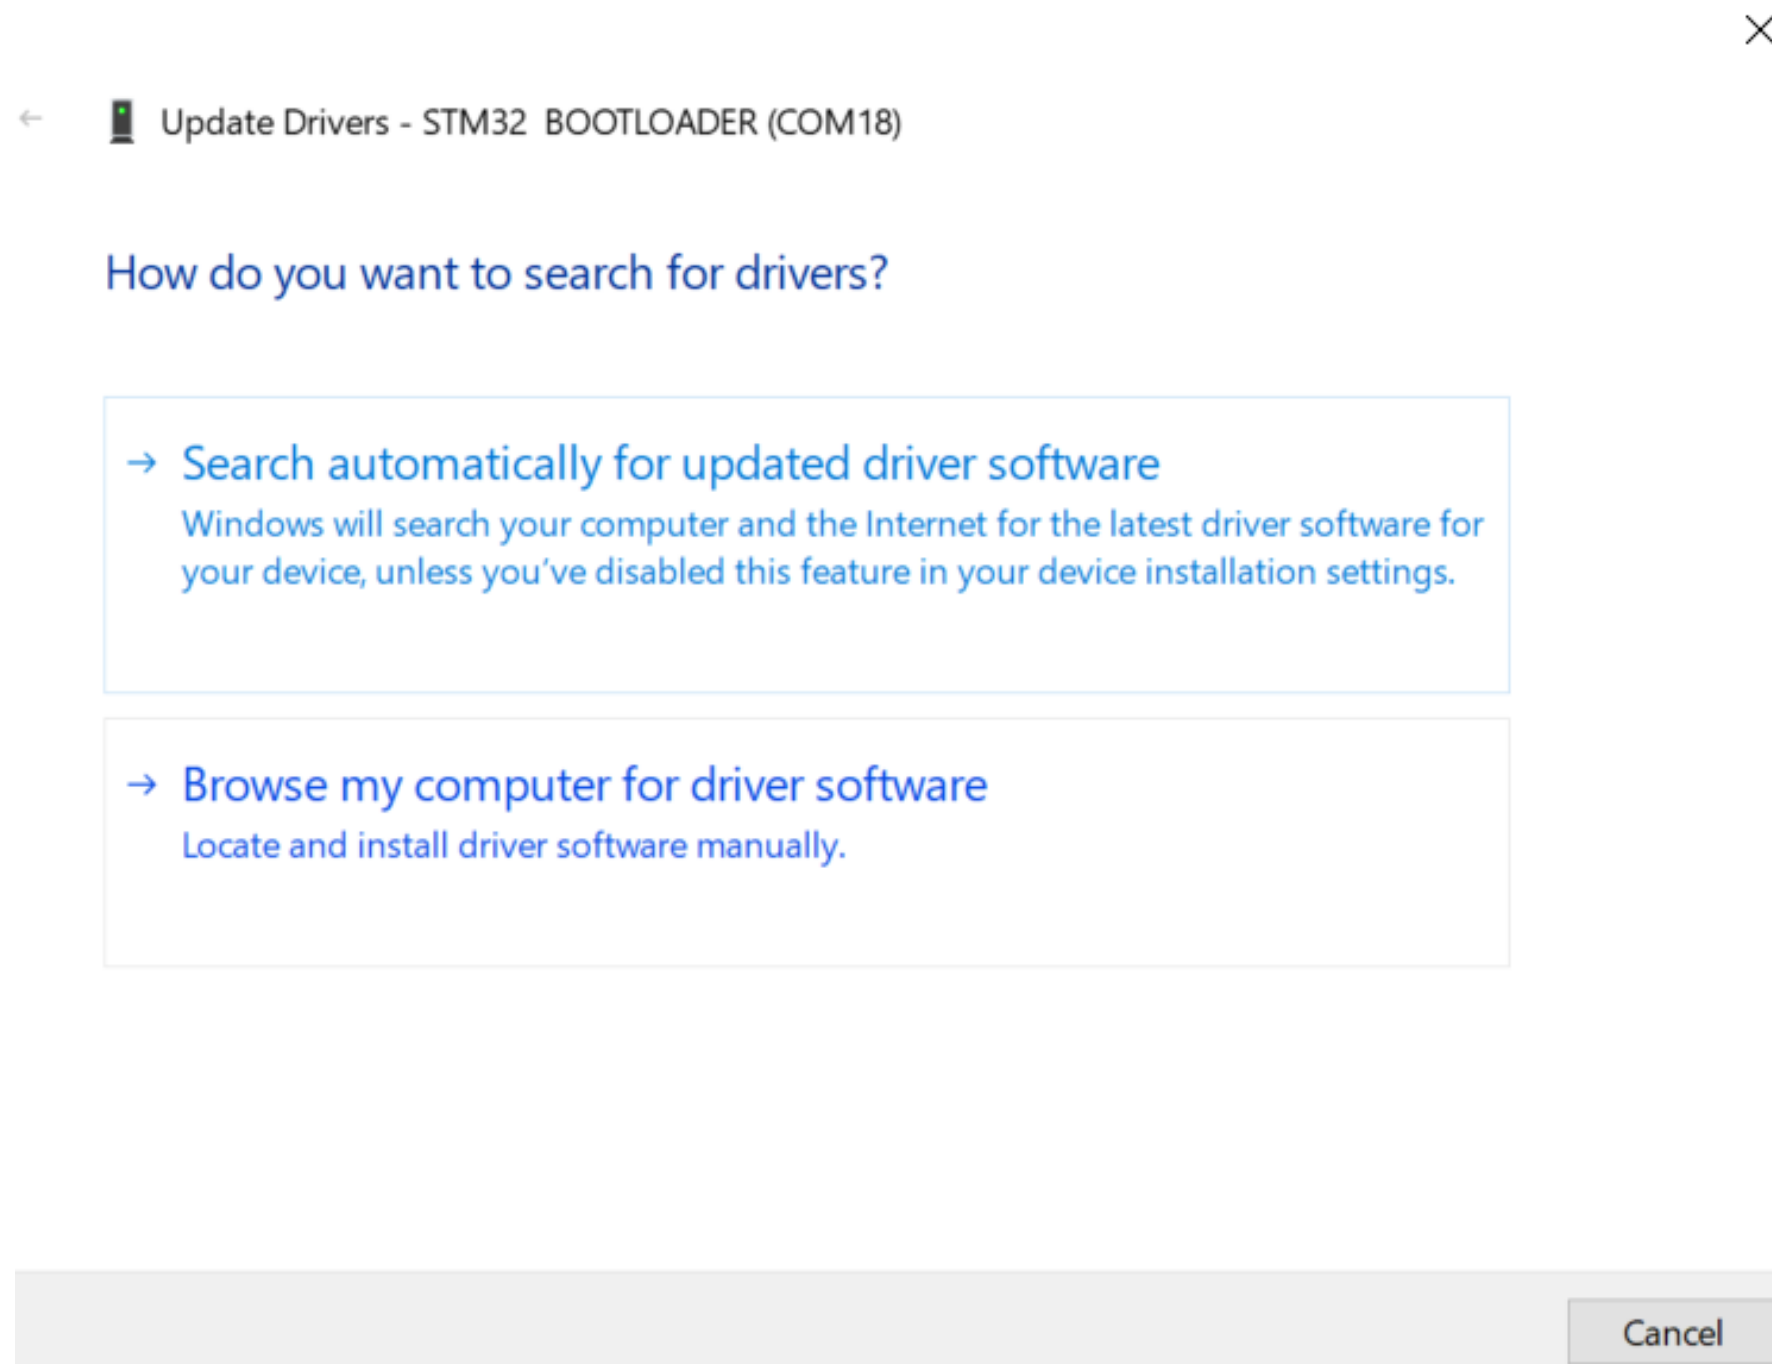 Update Drivers - STM32  BOOTLOADER (COM18)
How do you want to search for drivers?
Search automatically for updated driver software
Windows will search your computer and the Internet for the latest driver software for
your device, unless you’ve disabled this feature in your device installation settings.
Browse my computer for driver software
Locate and install driver software manually.
Cancel